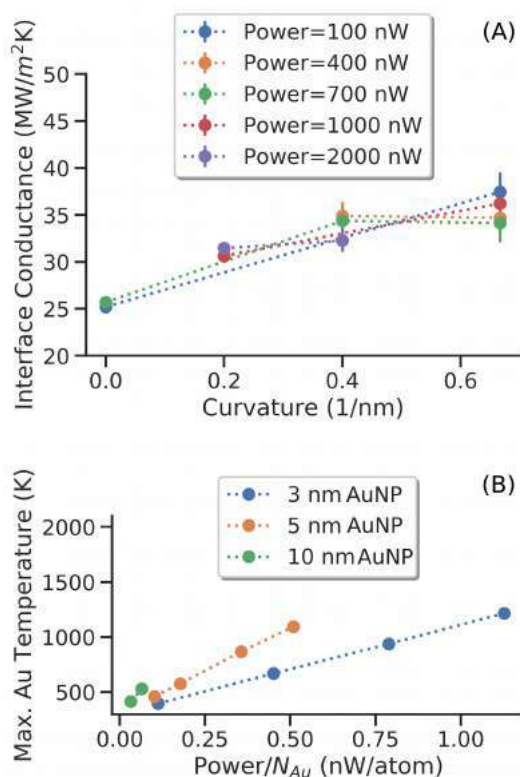 (A)
Power=100 nW
Power=400 nW
Power=700 nW
Power=1000 nW
Power=2000 nW
Interface Conductance (MW/m²K)
50
45
40
35
30
25
20
0.0 0.2 0.4 0.6
Curvature (1/nm)
(B)
3 nm AuNP
5 nm AuNP
10 nm AuNP
Max. Au Temperature (K)
2000
1500
1000
500
0.00 0.25 0.50 0.75 1.00
Power/N_Au (nW/atom)